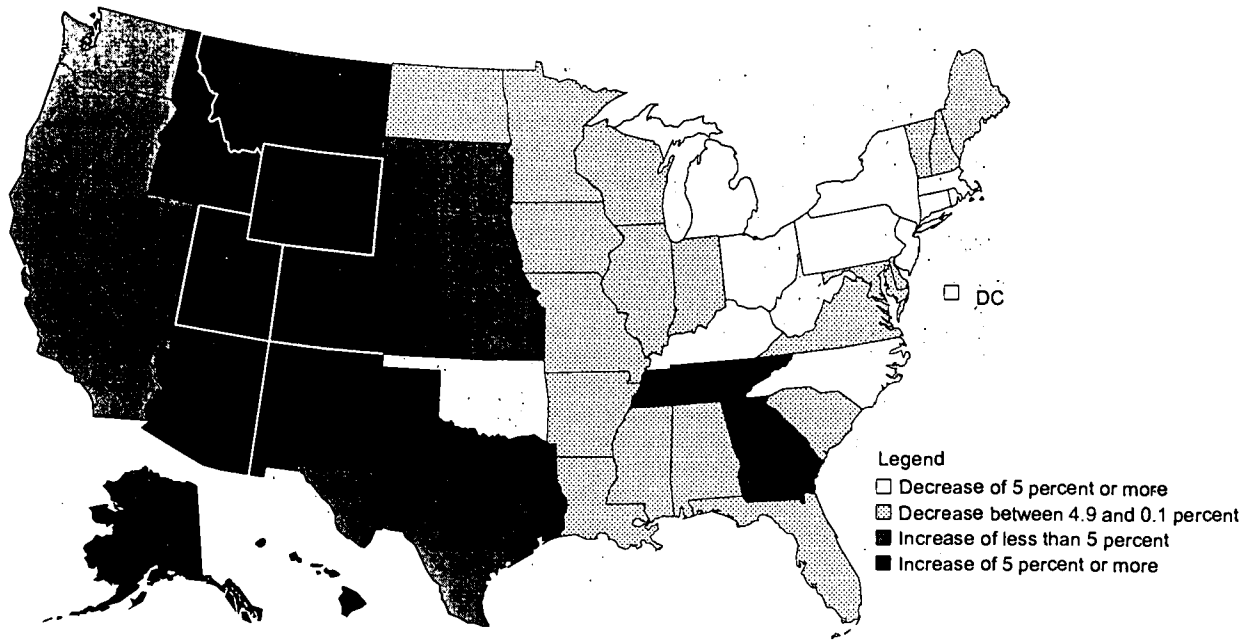 DC
Legend
Decrease of 5 percent or more
Decrease between 4.9 and 0.1 percent
Increase of less than 5 percent
Increase of 5 percent or more